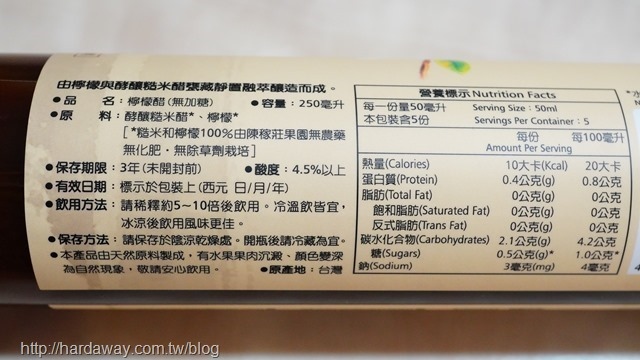 由檸檬與酵釀糙米醋甕藏靜置融萃釀造而成。
●品　名：檸檬醋(無加糖)　●容量：250毫升
●原　料：酵釀糙米醋*、檸檬*
[*糙米和檸檬100%由陳稼莊果園無農藥
無化肥・無除草劑栽培]
●保存期限：3年(未開封前)　●酸度：4.5%以上
●有效日期：標示於包裝上(西元 日/月/年)
●飲用方法：請稀釋約5~10倍後飲用。冷溫飲皆宜，
冰涼後飲用風味更佳。
●保存方法：請保存於陰涼乾燥處。開瓶後請冷藏為宜。
●本產品由天然原料製成，有水果果肉沉澱、顏色變深
為自然現象，敬請安心飲用。　●原產地：台灣
營養標示 Nutrition Facts
每一份量50毫升　Serving Size：50ml
本包裝含5份　Servings Per Container：5
每份　每100毫升
Amount Per Serving
熱量(Calories)　10大卡(Kcal)　20大卡
蛋白質(Protein)　0.4公克(g)　0.8公克
脂肪(Total Fat)　0公克(g)　0公克
飽和脂肪(Saturated Fat)　0公克(g)　0公克
反式脂肪(Trans Fat)　0公克(g)　0公克
碳水化合物(Carbohydrates)　2.1公克(g)　4.2公克
糖(Sugars)　0.5公克(g)*　1.0公克*
鈉(Sodium)　3毫克(mg)　4毫克
http://hardaway.com.tw/blog